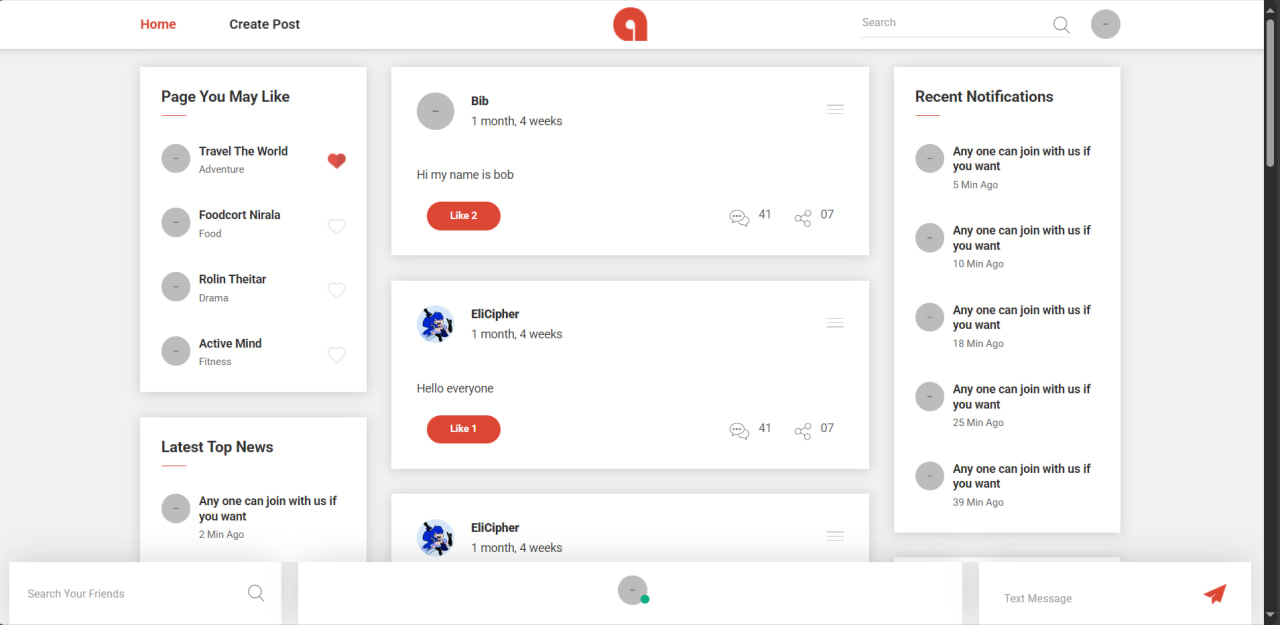 Home
Create Post
Search
Page You May Like
Travel The World
Adventure
Foodcort Nirala
Food
Rolin Theitar
Drama
Active Mind
Fitness
Latest Top News
Any one can join with us if
you want
2 Min Ago
Bib
1 month, 4 weeks
Hi my name is bob
Like 2
41
07
EliCipher
1 month, 4 weeks
Hello everyone
Like 1
41
07
EliCipher
1 month, 4 weeks
Recent Notifications
Any one can join with us if
you want
5 Min Ago
Any one can join with us if
you want
10 Min Ago
Any one can join with us if
you want
18 Min Ago
Any one can join with us if
you want
25 Min Ago
Any one can join with us if
you want
39 Min Ago
Search Your Friends
Text Message